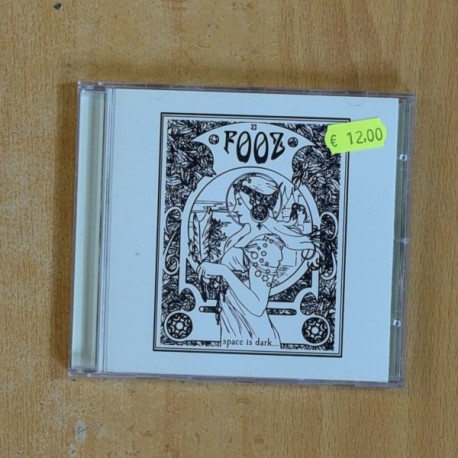 FOOZ
€ 12.00
space is dark...